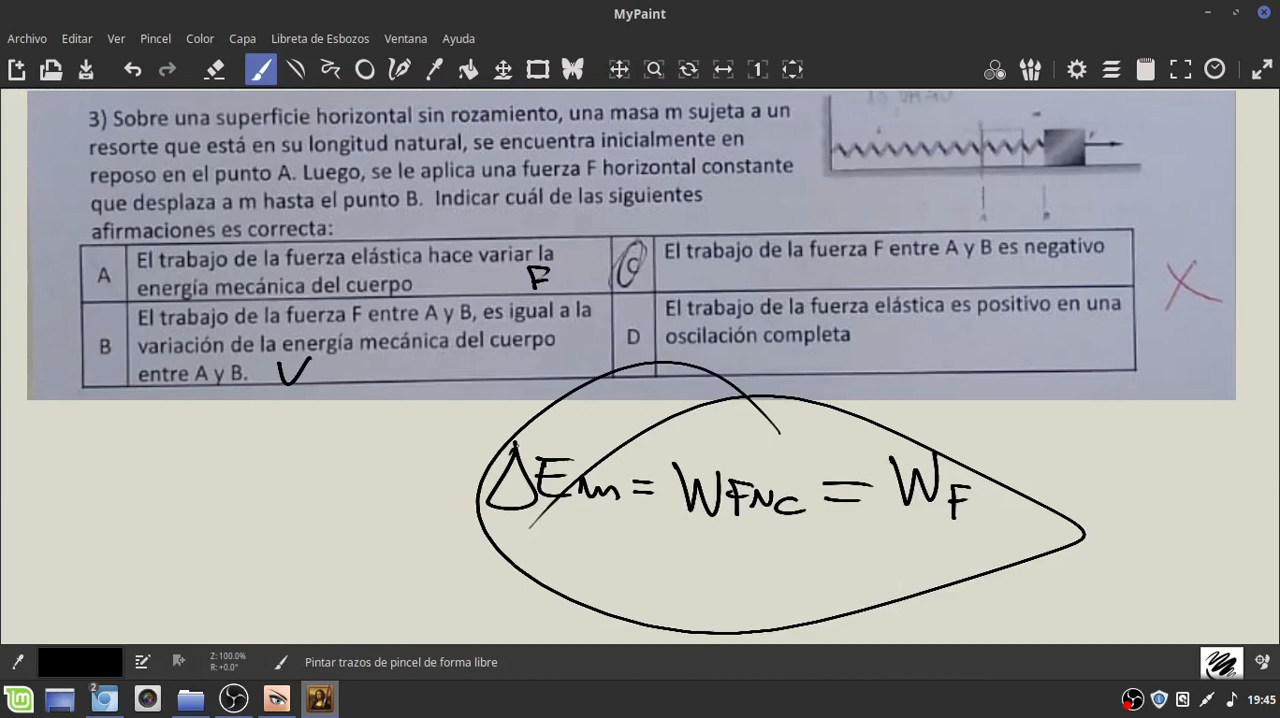 MyPaint
Archivo Editar Ver Pincel Color Capa Libreta de Esbozos Ventana Ayuda
3) Sobre una superficie horizontal sin rozamiento, una masa m sujeta a un
resorte que está en su longitud natural, se encuentra inicialmente en
reposo en el punto A. Luego, se le aplica una fuerza F horizontal constante
que desplaza a m hasta el punto B. Indicar cuál de las siguientes
afirmaciones es correcta:
A El trabajo de la fuerza elástica hace variar la
energía mecánica del cuerpo F
B El trabajo de la fuerza F entre A y B, es igual a la
variación de la energía mecánica del cuerpo
entre A y B. V
C El trabajo de la fuerza F entre A y B es negativo
D El trabajo de la fuerza elástica es positivo en una
oscilación completa
ΔEm = WFNC = WF
Z: 100.0%
R: +0.0°
Pintar trazos de pincel de forma libre
2
19:45